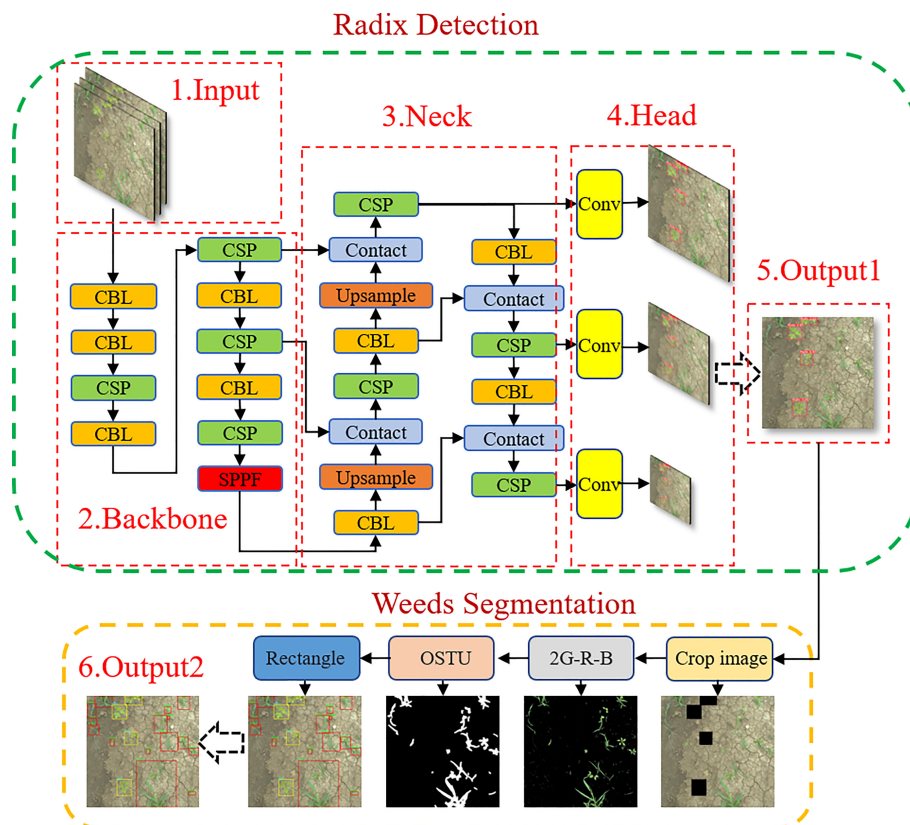 Radix Detection
1.Input
3.Neck
4.Head
CSP
Conv
CSP
Contact
CBL
5.Output1
CBL
CBL
Upsample
Contact
CBL
CSP
CBL
CSP
Conv
CSP
CBL
CSP
CBL
CBL
CSP
Contact
Contact
SPPF
Upsample
CSP
Conv
2.Backbone
CBL
Weeds Segmentation
6.Output2
Rectangle
OSTU
2G-R-B
Crop image